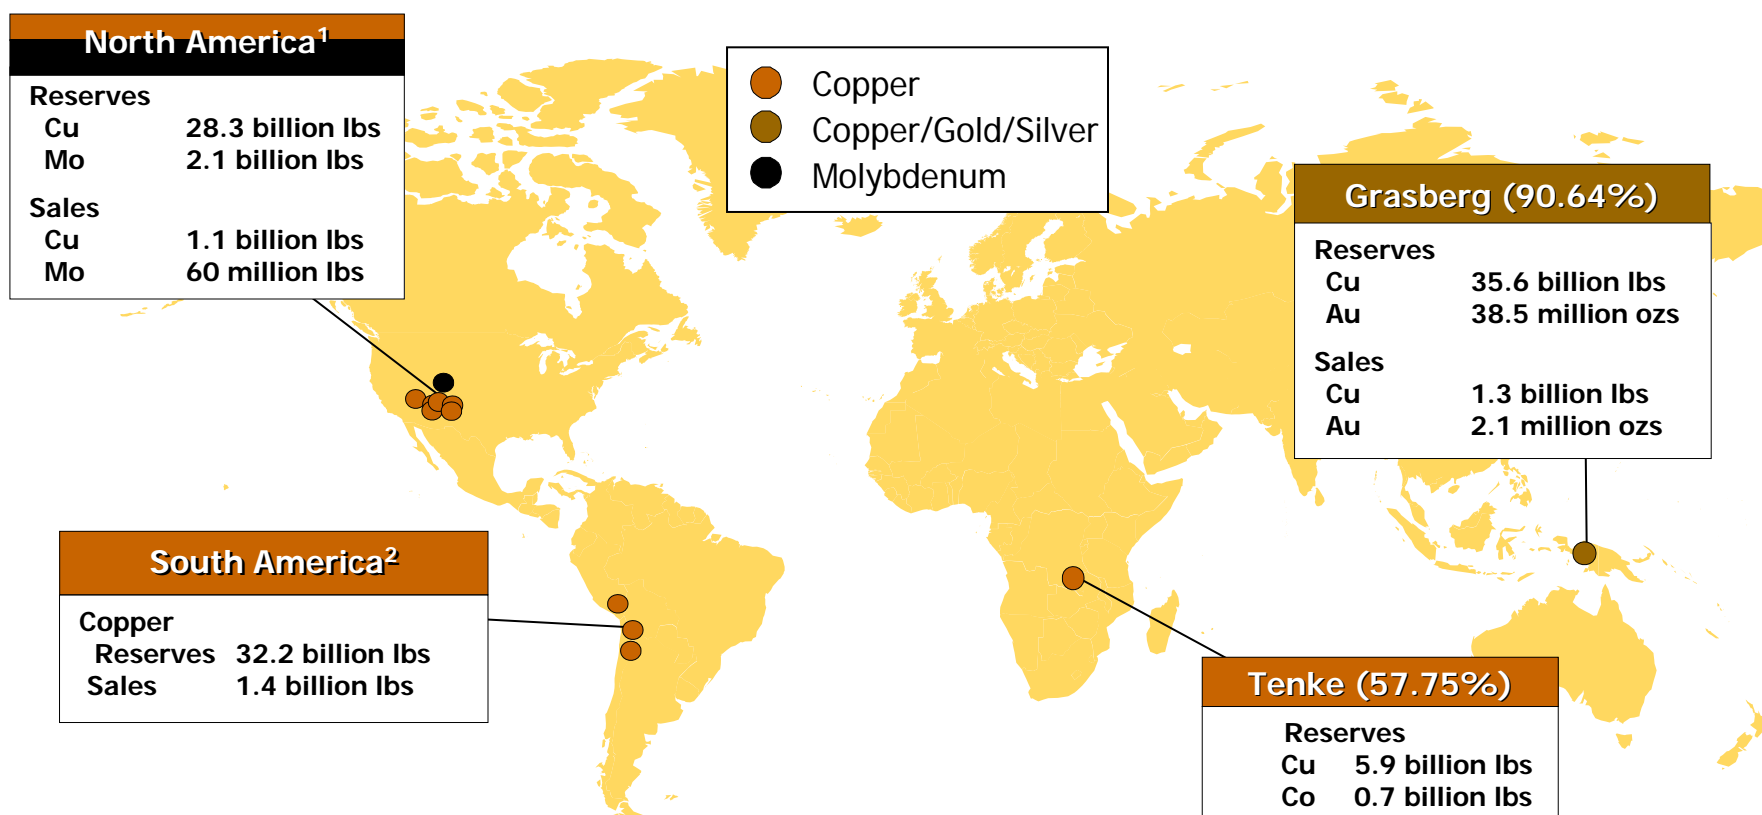 North America¹
Reserves
Cu 28.3 billion lbs
Mo 2.1 billion lbs
Sales
Cu 1.1 billion lbs
Mo 60 million lbs
Copper
Copper/Gold/Silver
Molybdenum
Grasberg (90.64%)
Reserves
Cu 35.6 billion lbs
Au 38.5 million ozs
Sales
Cu 1.3 billion lbs
Au 2.1 million ozs
South America²
Copper
Reserves 32.2 billion lbs
Sales 1.4 billion lbs
Tenke (57.75%)
Reserves
Cu 5.9 billion lbs
Co 0.7 billion lbs